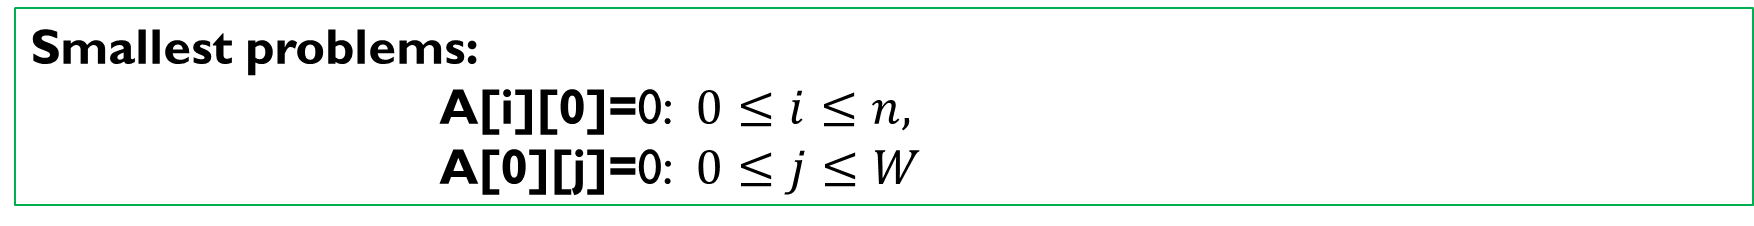 Smallest problems:
A[i][0]=0: 0 ≤ i ≤ n,
A[0][j]=0: 0 ≤ j ≤ W